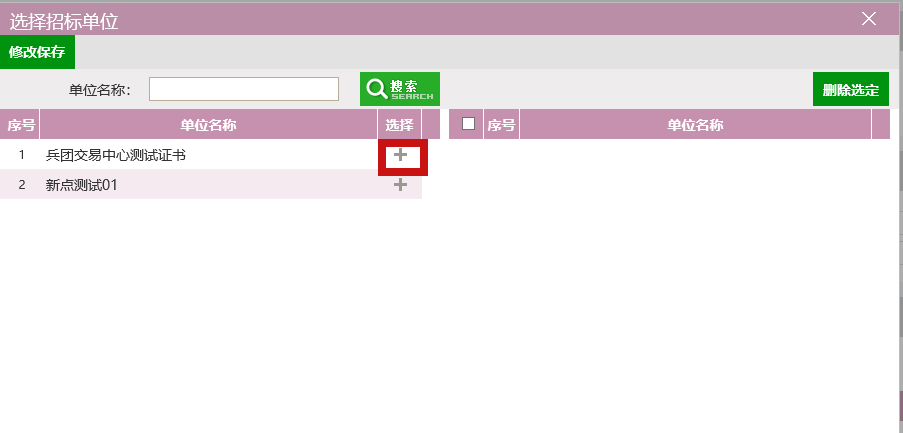 选择招标单位
修改保存
单位名称： 搜索 SEARCH 删除选定
序号 单位名称 选择 序号 单位名称
1 兵团交易中心测试证书
2 新点测试01